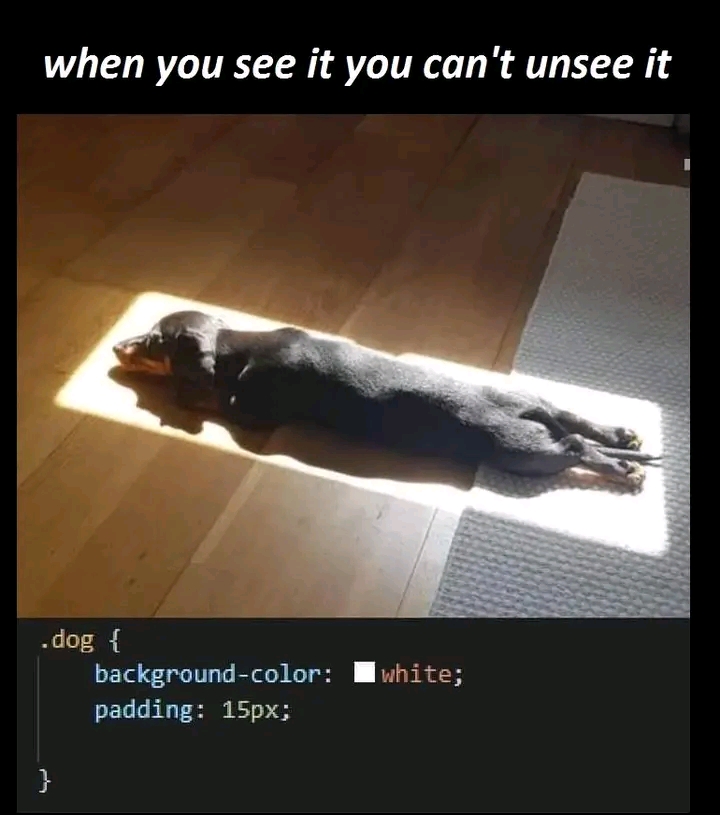 when you see it you can't unsee it
.dog {
background-color: white;
padding: 15px;
}